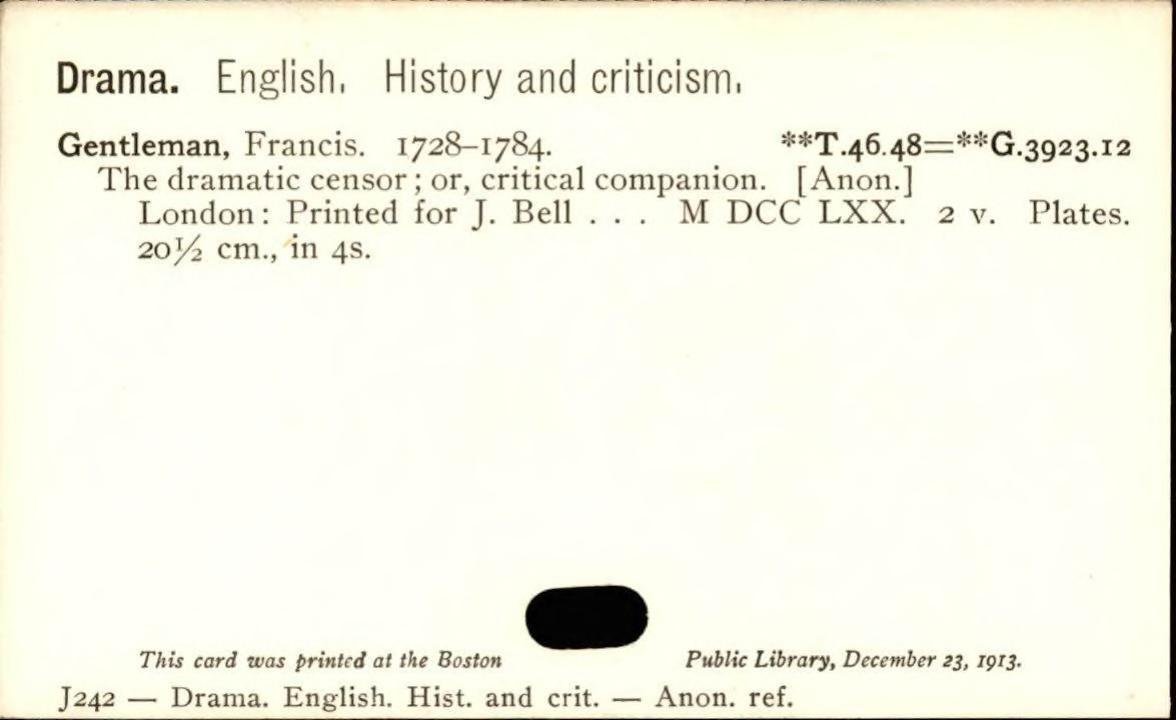 Drama. English. History and criticism.
Gentleman, Francis. 1728–1784. **T.46.48=**G.3923.12
The dramatic censor; or, critical companion. [Anon.]
London: Printed for J. Bell . . . M DCC LXX. 2 v. Plates.
20½ cm., in 4s.
This card was printed at the Boston Public Library, December 23, 1913.
J242 — Drama. English. Hist. and crit. — Anon. ref.